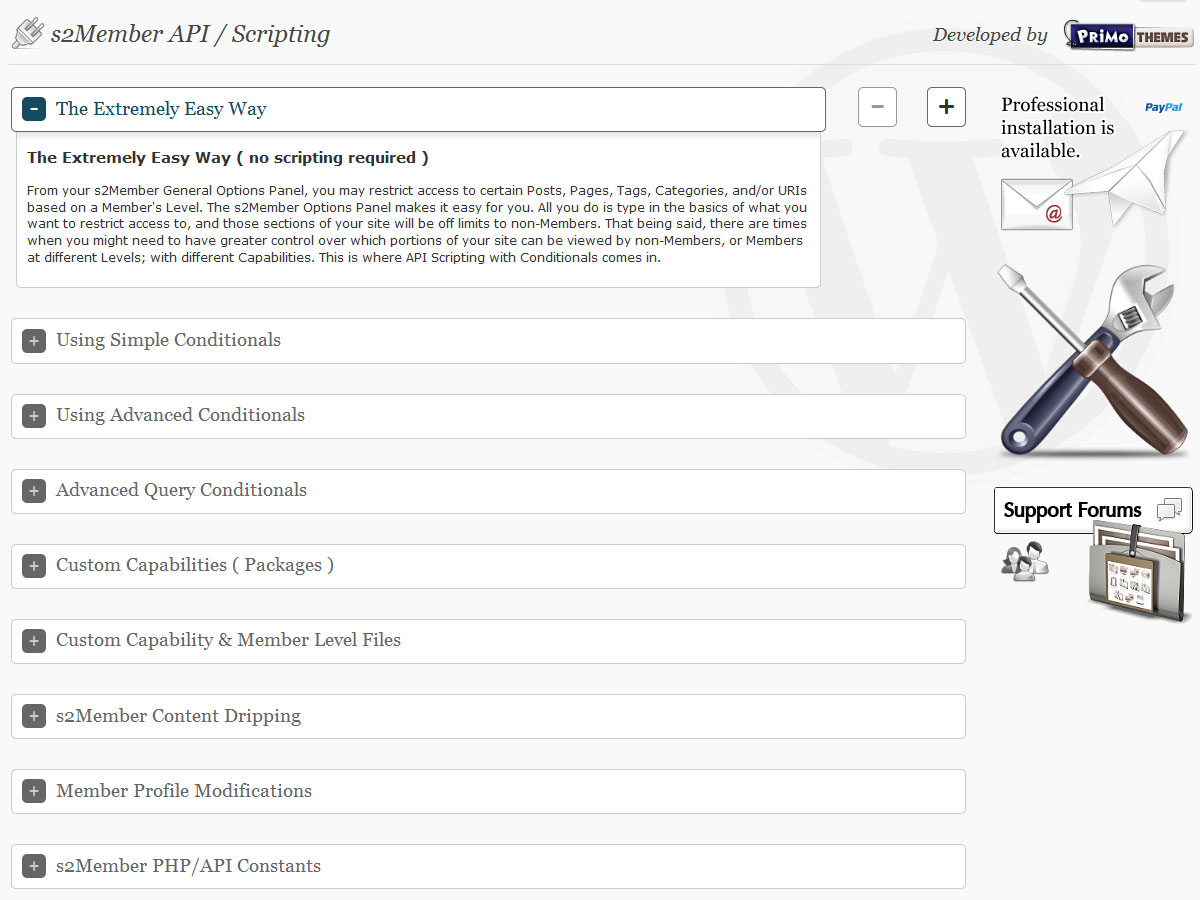 s2Member API / Scripting
Developed by
PRiMO THEMES
The Extremely Easy Way
The Extremely Easy Way ( no scripting required )
From your s2Member General Options Panel, you may restrict access to certain Posts, Pages, Tags, Categories, and/or URIs
based on a Member's Level. The s2Member Options Panel makes it easy for you. All you do is type in the basics of what you
want to restrict access to, and those sections of your site will be off limits to non-Members. That being said, there are times
when you might need to have greater control over which portions of your site can be viewed by non-Members, or Members
at different Levels; with different Capabilities. This is where API Scripting with Conditionals comes in.
Using Simple Conditionals
Using Advanced Conditionals
Advanced Query Conditionals
Custom Capabilities ( Packages )
Custom Capability & Member Level Files
s2Member Content Dripping
Member Profile Modifications
s2Member PHP/API Constants
Professional
installation is
available.
PayPal
@
Support Forums